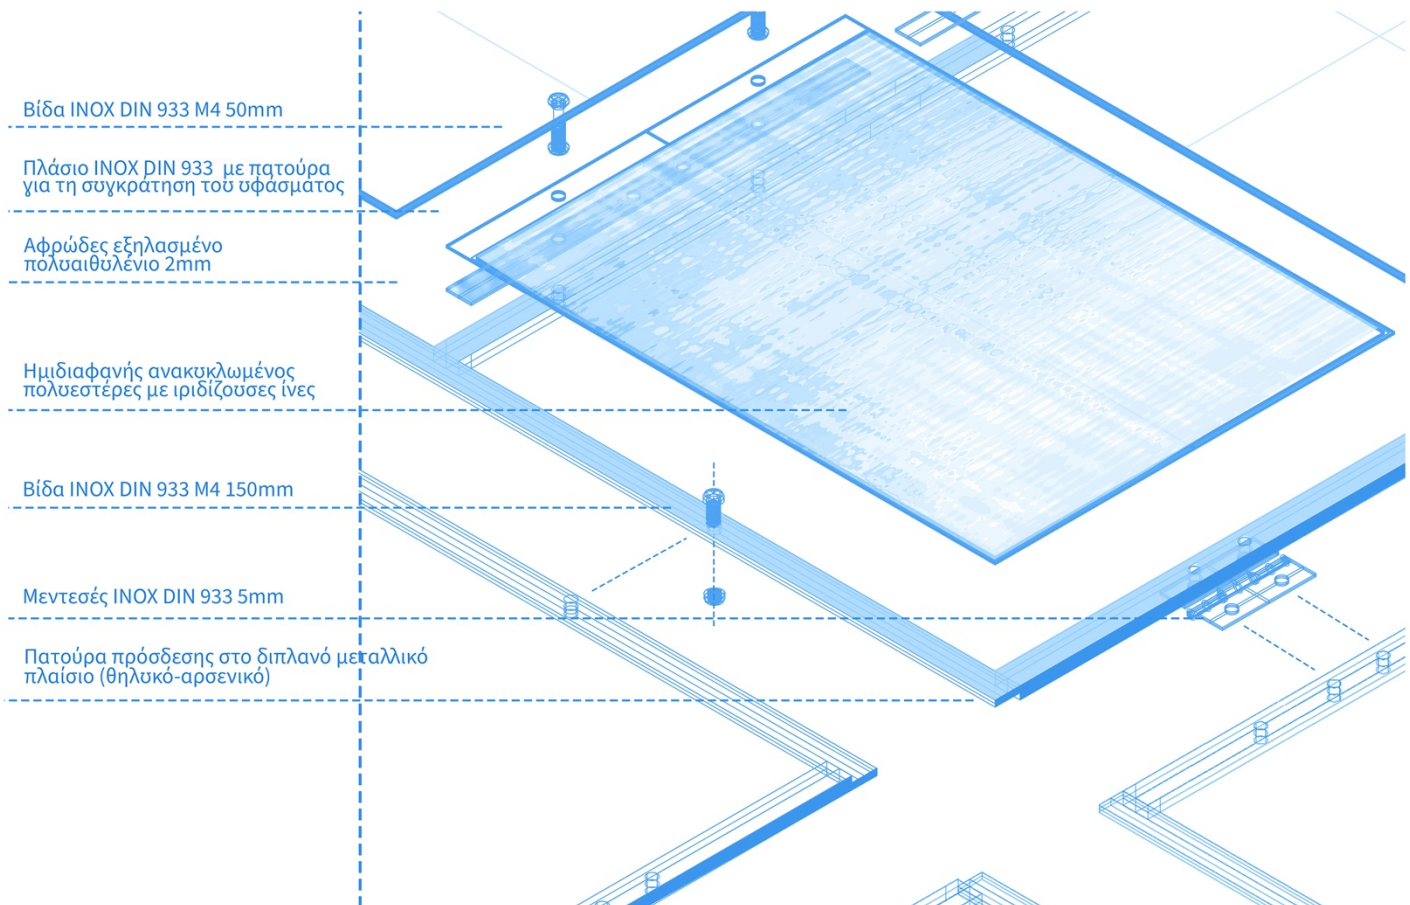 Βίδα INOX DIN 933 M4 50mm
Πλάσιο INOX DIN 933 με πατούρα
για τη συγκράτηση του υφάσματος
Αφρώδες εξηλασμένο
πολυαιθυλένιο 2mm
Ημιδιαφανής ανακυκλωμένος
πολυεστέρες με ιριδίζουσες ίνες
Βίδα INOX DIN 933 M4 150mm
Μεντεσές INOX DIN 933 5mm
Πατούρα πρόσδεσης στο διπλανό μεταλλικό
πλαίσιο (θηλυκό-αρσενικό)